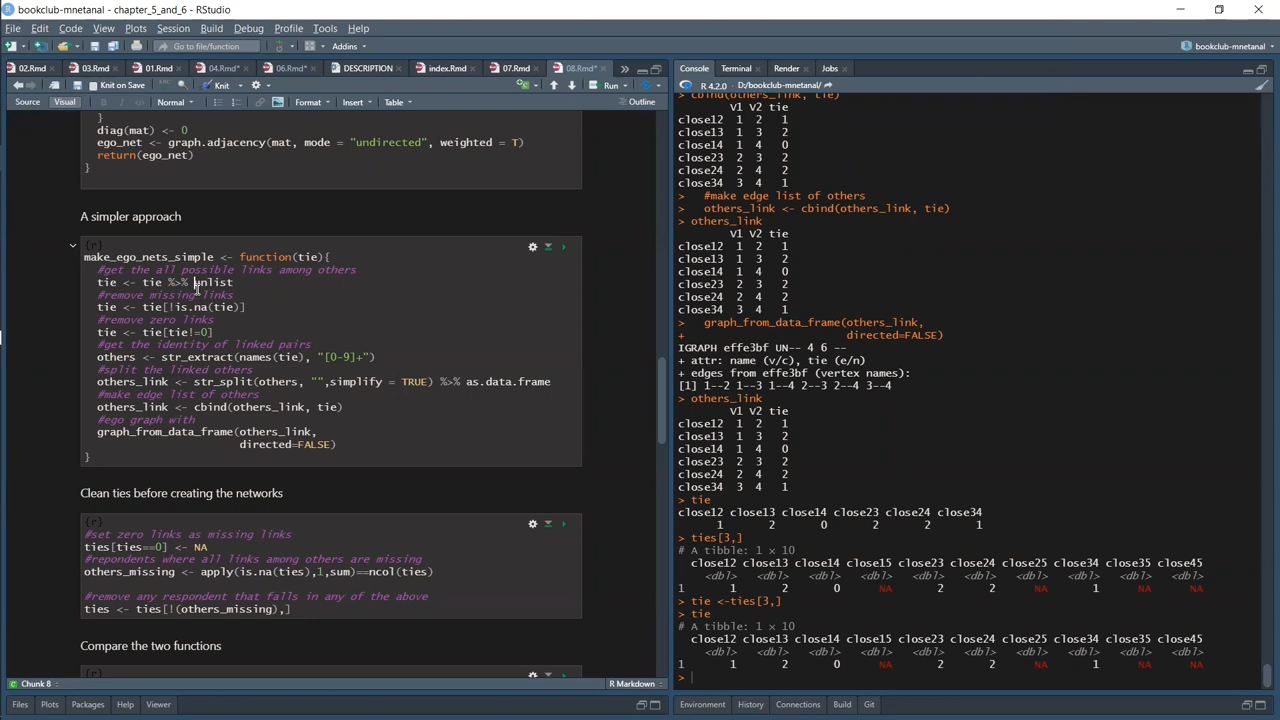 bookclub-mnetanal - chapter_5_and_6 - RStudio
File Edit Code View Plots Session Build Debug Profile Tools Help
Go to file/function Addins bookclub-mnetanal
02.Rmd 03.Rmd 01.Rmd 04.Rmd* 06.Rmd* DESCRIPTION index.Rmd 07.Rmd 08.Rmd*
Knit on Save Knit Run
Source Visual B I Normal Format Insert Table Outline
}
diag(mat) <- 0
ego_net <- graph.adjacency(mat, mode = "undirected", weighted = T)
return(ego_net)
}
A simpler approach
{r}
make_ego_nets_simple <- function(tie){
#get the all possible links among others
tie <- tie %>% unlist
#remove missing links
tie <- tie[!is.na(tie)]
#remove zero links
tie <- tie[tie!=0]
#get the identity of linked pairs
others <- str_extract(names(tie), "[0-9]+")
#split the linked others
others_link <- str_split(others, "",simplify = TRUE) %>% as.data.frame
#make edge list of others
others_link <- cbind(others_link, tie)
#ego graph with
graph_from_data_frame(others_link,
directed=FALSE)
}
Clean ties before creating the networks
{r}
#set zero links as missing links
ties[ties==0] <- NA
#repondents where all links among others are missing
others_missing <- apply(is.na(ties),1,sum)==ncol(ties)
#remove any respondent that falls in any of the above
ties <- ties[!(others_missing),]
Compare the two functions
{r}
Chunk 8 R Markdown
Files Plots Packages Help Viewer
Console Terminal Render Jobs
R 4.2.0 · D:/bookclub-mnetanal/
> cbind(others_link, tie)
V1 V2 tie
close12 1 2 1
close13 1 3 2
close14 1 4 0
close23 2 3 2
close24 2 4 2
close34 3 4 1
> #make edge list of others
> others_link <- cbind(others_link, tie)
> others_link
V1 V2 tie
close12 1 2 1
close13 1 3 2
close14 1 4 0
close23 2 3 2
close24 2 4 2
close34 3 4 1
> graph_from_data_frame(others_link,
+ directed=FALSE)
IGRAPH effe3bf UN-- 4 6 --
+ attr: name (v/c), tie (e/n)
+ edges from effe3bf (vertex names):
[1] 1--2 1--3 1--4 2--3 2--4 3--4
> others_link
V1 V2 tie
close12 1 2 1
close13 1 3 2
close14 1 4 0
close23 2 3 2
close24 2 4 2
close34 3 4 1
> tie
close12 close13 close14 close23 close24 close34
1 2 0 2 2 1
> ties[3,]
# A tibble: 1 × 10
close12 close13 close14 close15 close23 close24 close25 close34 close35 close45
<dbl> <dbl> <dbl> <dbl> <dbl> <dbl> <dbl> <dbl> <dbl> <dbl>
1 1 2 0 NA 2 2 NA 1 NA NA
> tie <-ties[3,]
> tie
# A tibble: 1 × 10
close12 close13 close14 close15 close23 close24 close25 close34 close35 close45
<dbl> <dbl> <dbl> <dbl> <dbl> <dbl> <dbl> <dbl> <dbl> <dbl>
1 1 2 0 NA 2 2 NA 1 NA NA
>
Environment History Connections Build Git